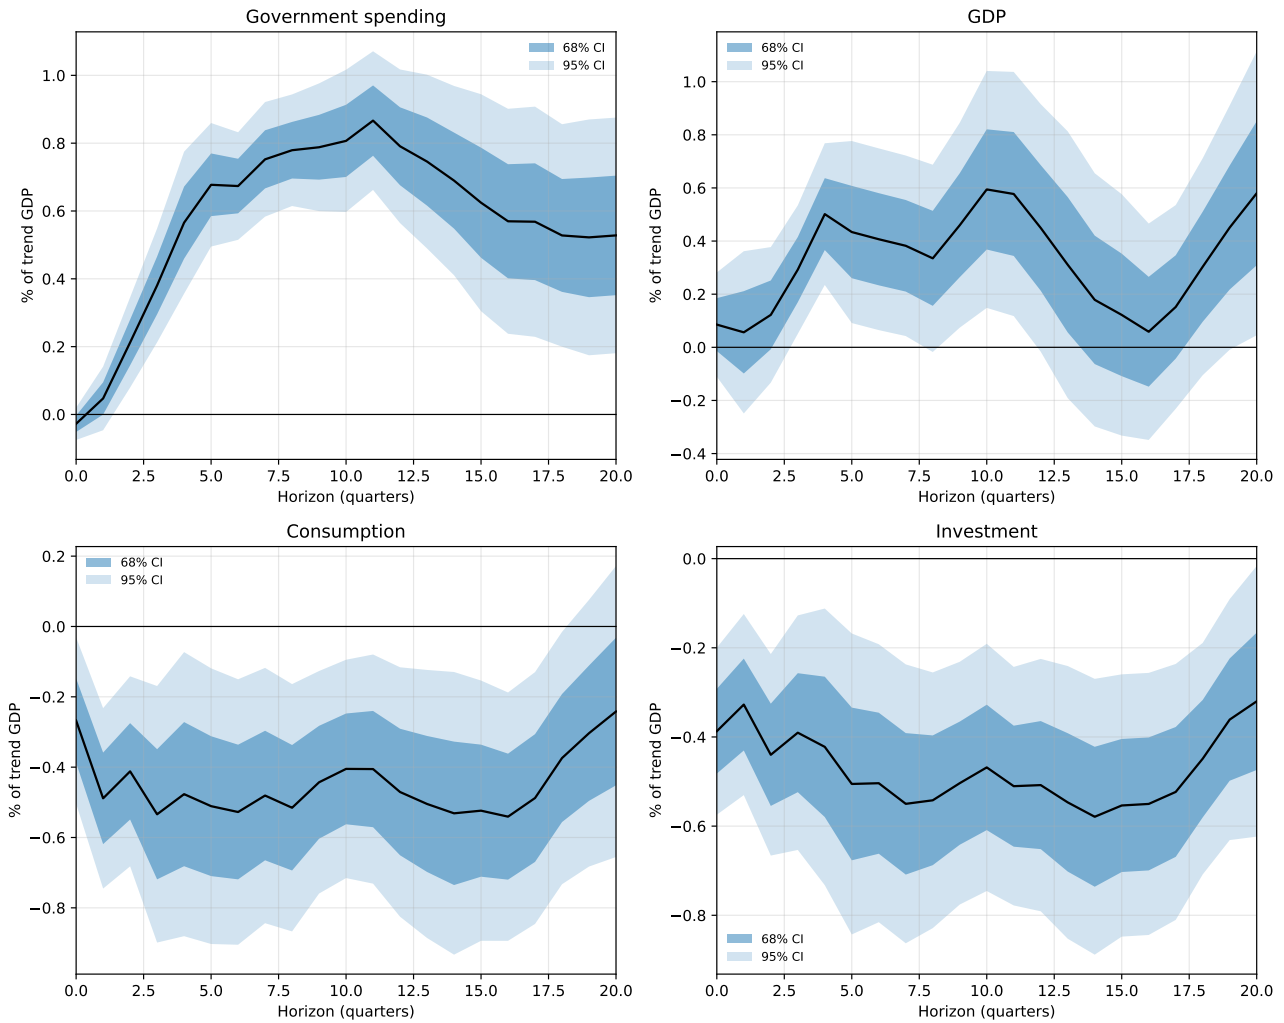 Government spending
68% CI
95% CI
% of trend GDP
1.0
0.8
0.6
0.4
0.2
0.0
0.0 2.5 5.0 7.5 10.0 12.5 15.0 17.5 20.0
Horizon (quarters)
GDP
68% CI
95% CI
% of trend GDP
1.0
0.8
0.6
0.4
0.2
0.0
−0.2
−0.4
0.0 2.5 5.0 7.5 10.0 12.5 15.0 17.5 20.0
Horizon (quarters)
Consumption
68% CI
95% CI
% of trend GDP
0.2
0.0
−0.2
−0.4
−0.6
−0.8
0.0 2.5 5.0 7.5 10.0 12.5 15.0 17.5 20.0
Horizon (quarters)
Investment
% of trend GDP
0.0
−0.2
−0.4
−0.6
−0.8
68% CI
95% CI
0.0 2.5 5.0 7.5 10.0 12.5 15.0 17.5 20.0
Horizon (quarters)